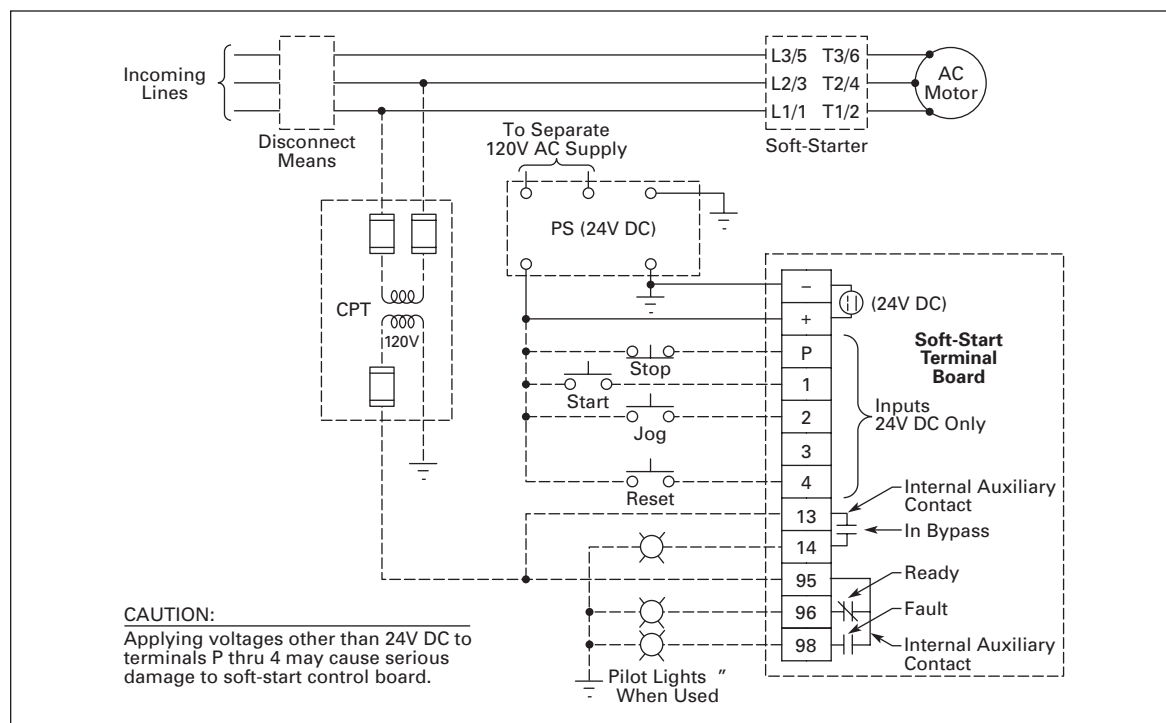 Incoming
Lines
Disconnect
Means
L3/5 T3/6
L2/3 T2/4
L1/1 T1/2
Soft-Starter
AC
Motor
To Separate
120V AC Supply
PS (24V DC)
CPT
120V
–
+
P
1
2
3
4
13
14
95
96
98
(24V DC)
Soft-Start
Terminal
Board
Stop
Start
Jog
Reset
Inputs
24V DC Only
Internal Auxiliary
Contact
In Bypass
Ready
Fault
Internal Auxiliary
Contact
Pilot Lights ”
When Used
CAUTION:
Applying voltages other than 24V DC to
terminals P thru 4 may cause serious
damage to soft-start control board.